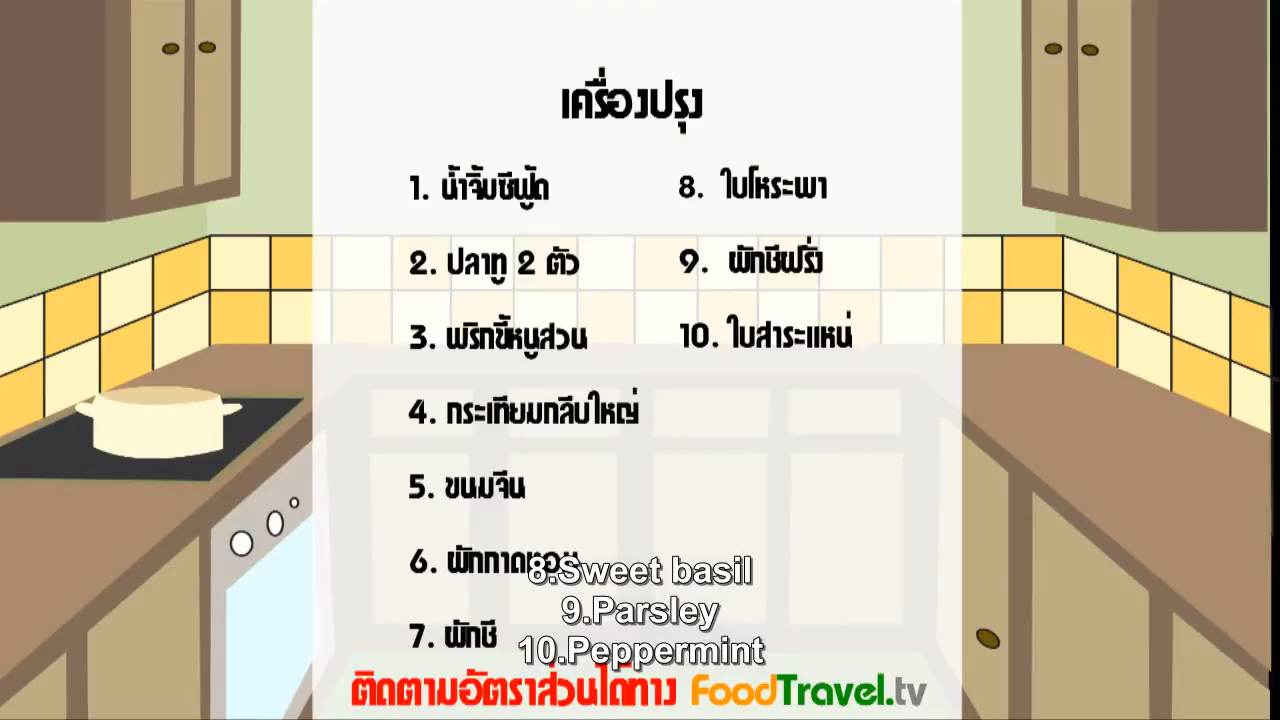 เครื่องปรุง
1. น้ำจิ้มซีฟู้ด
2. ปลาทู 2 ตัว
3. พริกขี้หนูสวน
4. กระเทียมกลีบใหญ่
5. ขนมจีน
6. ผักกาดหอม
7. ผักชี
8. ใบโหระพา
9. ผักชีฝรั่ง
10. ใบสาระแหน่
8.Sweet basil
9.Parsley
10.Peppermint
ติดตามอัตราส่วนได้ทาง FoodTravel.tv